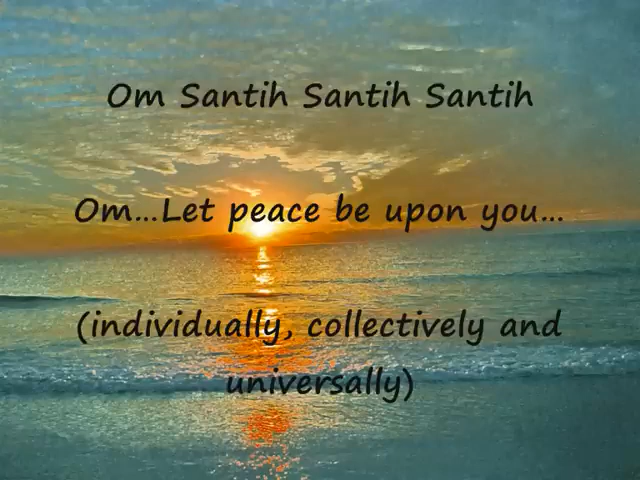 Om Santih Santih Santih
Om...Let peace be upon you...
(individually, collectively and
universally)